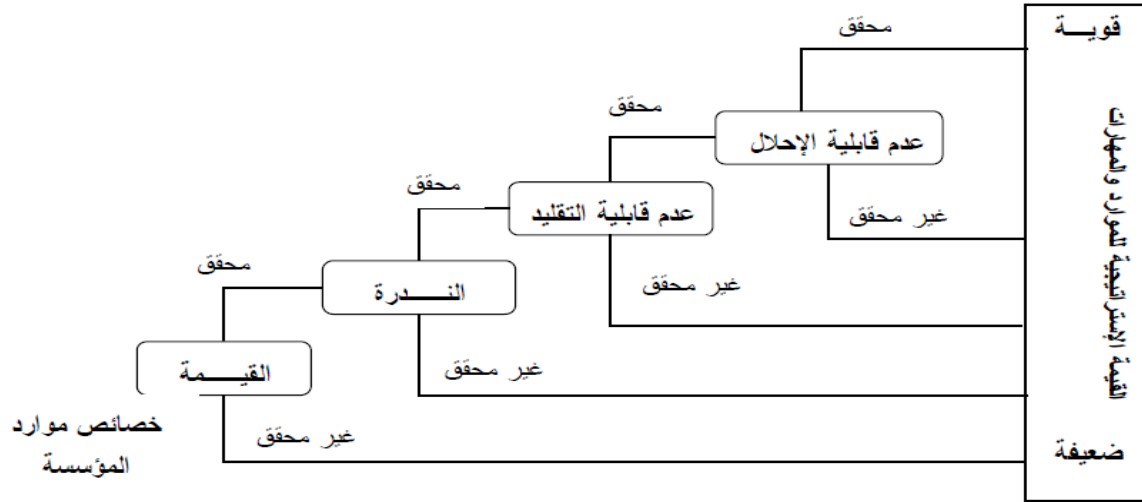 قويـــة
محقق
محقق
عدم قابلية الإحلال
القيمة الإستراتيجية للموارد والمهارات
محقق
عدم قابلية التقليد
غير محقق
محقق
النـــــدرة
غير محقق
القيـــــمة
غير محقق
خصائص موارد
المؤسسة
غير محقق
ضعيفة